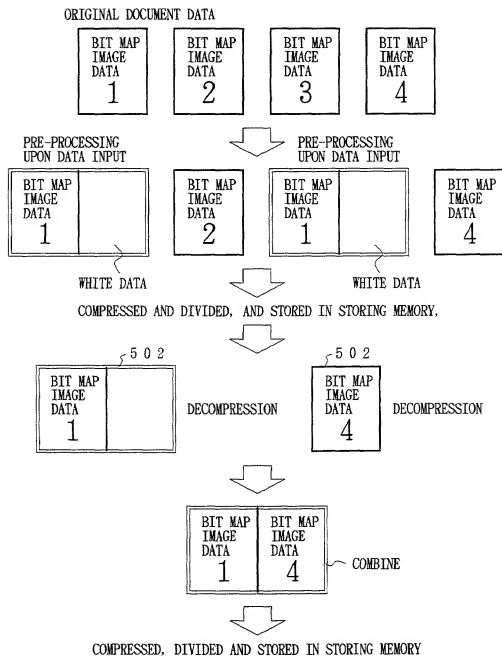 ORIGINAL DOCUMENT DATA
BIT MAP
IMAGE
DATA
1
BIT MAP
IMAGE
DATA
2
BIT MAP
IMAGE
DATA
3
BIT MAP
IMAGE
DATA
4
PRE-PROCESSING
UPON DATA INPUT
PRE-PROCESSING
UPON DATA INPUT
BIT MAP
IMAGE
DATA
1
BIT MAP
IMAGE
DATA
2
BIT MAP
IMAGE
DATA
1
BIT MAP
IMAGE
DATA
4
WHITE DATA
WHITE DATA
COMPRESSED AND DIVIDED, AND STORED IN STORING MEMORY,
502
BIT MAP
IMAGE
DATA
1
DECOMPRESSION
502
BIT MAP
IMAGE
DATA
4
DECOMPRESSION
BIT MAP
IMAGE
DATA
1
BIT MAP
IMAGE
DATA
4
COMBINE
COMPRESSED, DIVIDED AND STORED IN STORING MEMORY